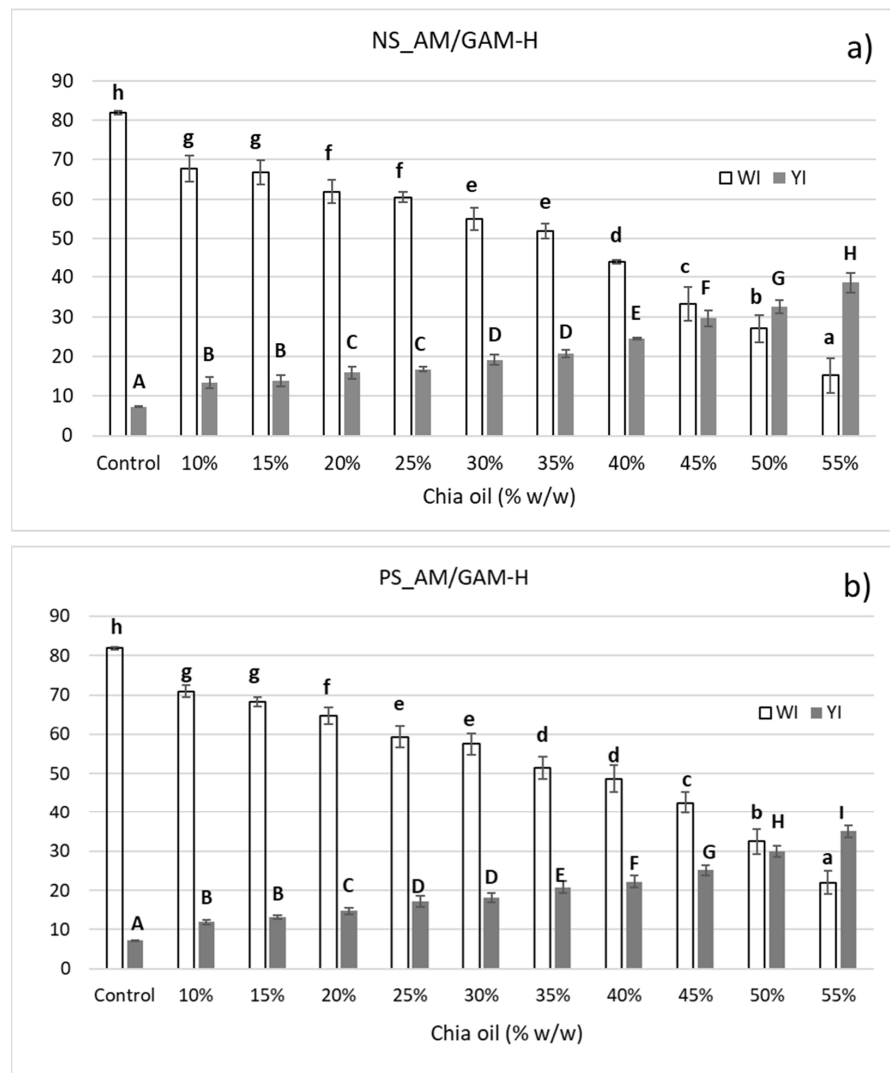 NS_AM/GAM-H
a)
90
80
70
60
50
40
30
20
10
0
h
g
g
f
f
e
e
d
c
b
a
A
B
B
C
C
D
D
E
F
G
H
WI YI
Control 10% 15% 20% 25% 30% 35% 40% 45% 50% 55%
Chia oil (% w/w)
PS_AM/GAM-H
b)
90
80
70
60
50
40
30
20
10
0
h
g
g
f
e
e
d
d
c
b
a
A
B
B
C
D
D
E
F
G
H
I
WI YI
Control 10% 15% 20% 25% 30% 35% 40% 45% 50% 55%
Chia oil (% w/w)